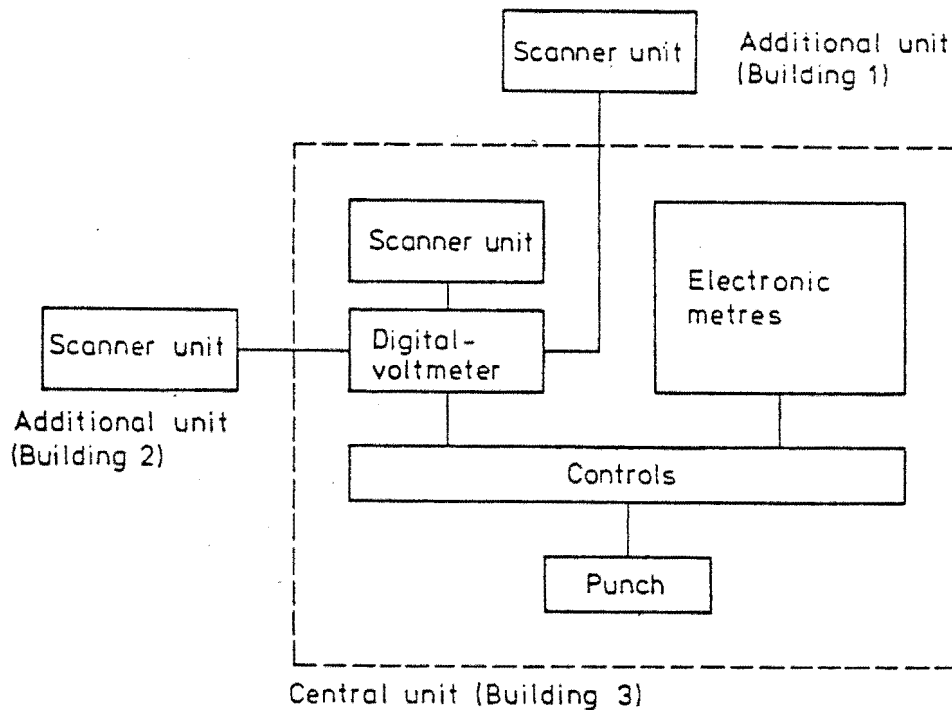 Scanner unit
Additional unit
(Building 1)
Scanner unit
Electronic
metres
Scanner unit
Digital-
voltmeter
Additional unit
(Building 2)
Controls
Punch
Central unit (Building 3)